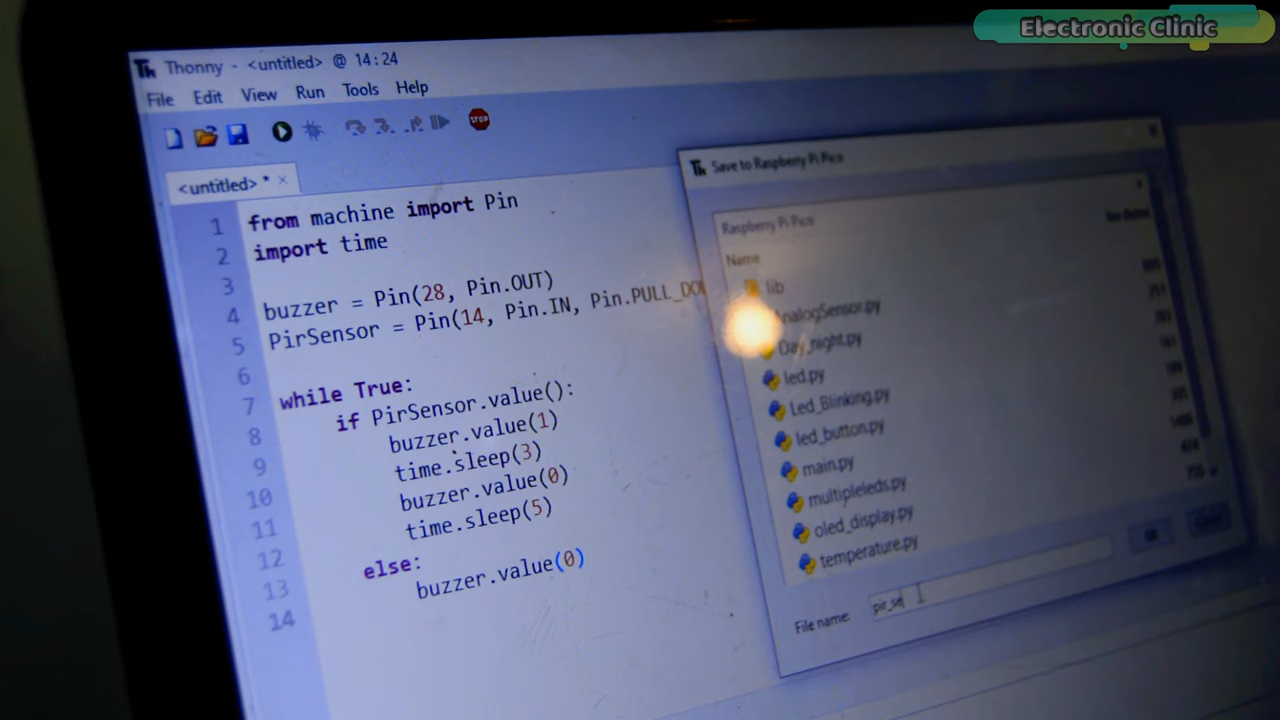 Electronic Clinic
Thonny - <untitled> @ 14:24
File Edit View Run Tools Help
STOP
<untitled> * ×
1 from machine import Pin
2 import time
3
4 buzzer = Pin(28, Pin.OUT)
5 PirSensor = Pin(14, Pin.IN, Pin.PULL_DO
6
7 while True:
8 if PirSensor.value():
9 buzzer.value(1)
10 time.sleep(3)
11 buzzer.value(0)
12 time.sleep(5)
13 else:
14 buzzer.value(0)
Save to Raspberry Pi Pico
Raspberry Pi Pico
Name
lib
AnalogSensor.py
Day_night.py
led.py
Led_Blinking.py
led_button.py
main.py
multipleleds.py
oled_display.py
temperature.py
File name: pir_se
OK Cancel